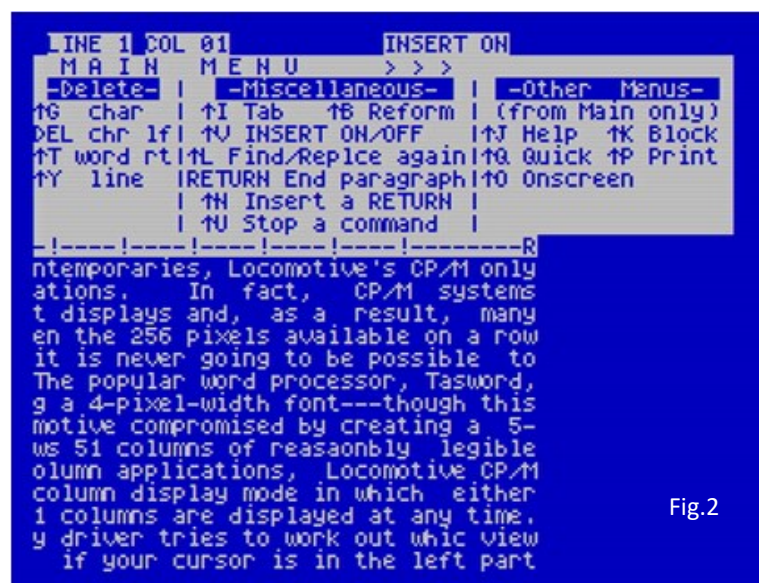 LINE 1 COL 01 INSERT ON
M A I N M E N U > > >
-Delete- | -Miscellaneous- | -Other Menus-
↑G char | ↑I Tab ↑B Reform | (from Main only)
DEL chr lf| ↑V INSERT ON/OFF |↑J Help ↑K Block
↑T word rt|↑L Find/Replce again|↑Q Quick ↑P Print
↑Y line |RETURN End paragraph|↑O Onscreen
| ↑N Insert a RETURN |
| ↑U Stop a command |
-!----!----!----!----!----!--------R
ntemporaries, Locomotive's CP/M only
ations. In fact, CP/M systems
t displays and, as a result, many
en the 256 pixels available on a row
it is never going to be possible to
The popular word processor, Tasword,
g a 4-pixel-width font---though this
motive compromised by creating a 5-
ws 51 columns of reasaonbly legible
olumn applications, Locomotive CP/M
column display mode in which either
1 columns are displayed at any time.
y driver tries to work out whic view
if your cursor is in the left part
Fig.2